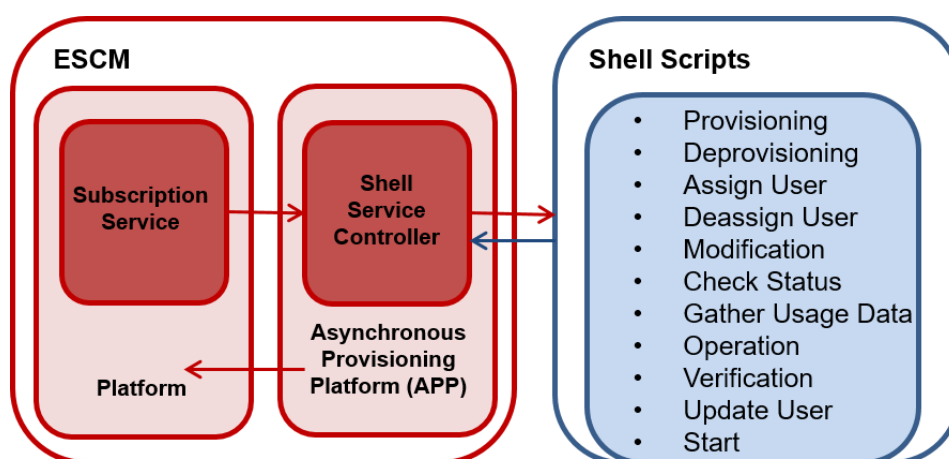 ESCM
Subscription
Service
Platform
Shell
Service
Controller
Asynchronous
Provisioning
Platform (APP)
Shell Scripts
• Provisioning
• Deprovisioning
• Assign User
• Deassign User
• Modification
• Check Status
• Gather Usage Data
• Operation
• Verification
• Update User
• Start